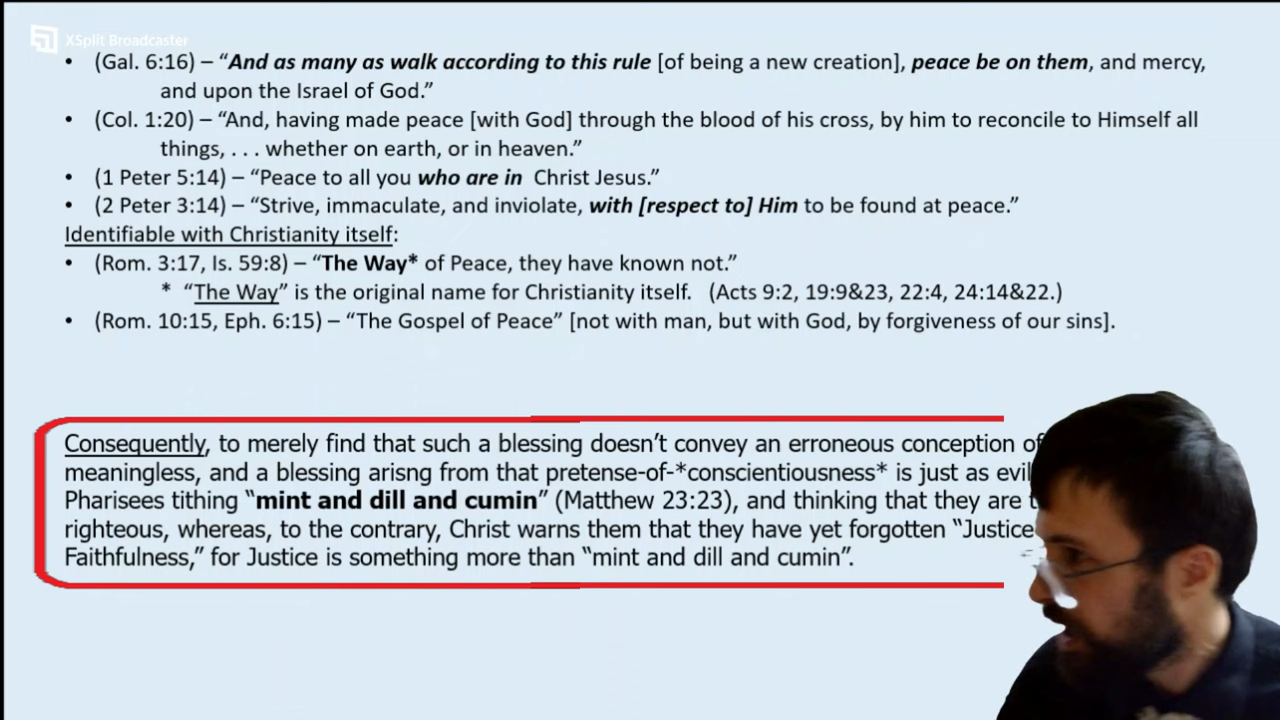 XSplit Broadcaster
• (Gal. 6:16) – “And as many as walk according to this rule [of being a new creation], peace be on them, and mercy,
and upon the Israel of God.”
• (Col. 1:20) – “And, having made peace [with God] through the blood of his cross, by him to reconcile to Himself all
things, . . . whether on earth, or in heaven.”
• (1 Peter 5:14) – “Peace to all you who are in Christ Jesus.”
• (2 Peter 3:14) – “Strive, immaculate, and inviolate, with [respect to] Him to be found at peace.”
Identifiable with Christianity itself:
• (Rom. 3:17, Is. 59:8) – “The Way* of Peace, they have known not.”
* “The Way” is the original name for Christianity itself. (Acts 9:2, 19:9&23, 22:4, 24:14&22.)
• (Rom. 10:15, Eph. 6:15) – “The Gospel of Peace” [not with man, but with God, by forgiveness of our sins].
Consequently, to merely find that such a blessing doesn’t convey an erroneous conception of
meaningless, and a blessing arisng from that pretense-of-*conscientiousness* is just as evil
Pharisees tithing “mint and dill and cumin” (Matthew 23:23), and thinking that they are
righteous, whereas, to the contrary, Christ warns them that they have yet forgotten “Justice
Faithfulness,” for Justice is something more than “mint and dill and cumin”.